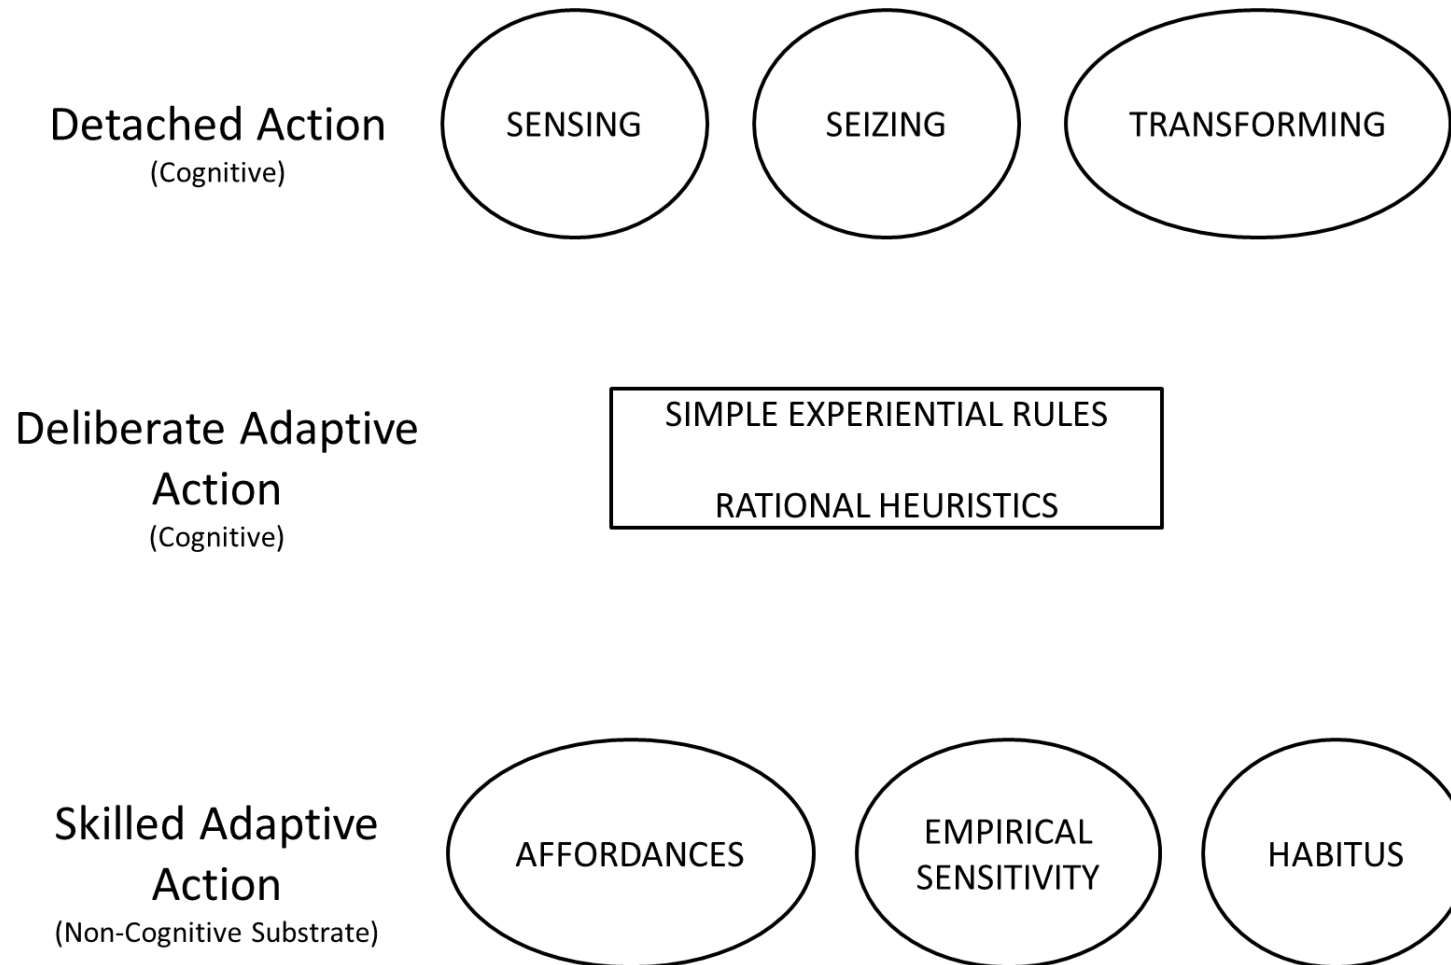 Detached Action
(Cognitive)
SENSING
SEIZING
TRANSFORMING
Deliberate Adaptive
Action
(Cognitive)
SIMPLE EXPERIENTIAL RULES
RATIONAL HEURISTICS
Skilled Adaptive
Action
(Non-Cognitive Substrate)
AFFORDANCES
EMPIRICAL
SENSITIVITY
HABITUS